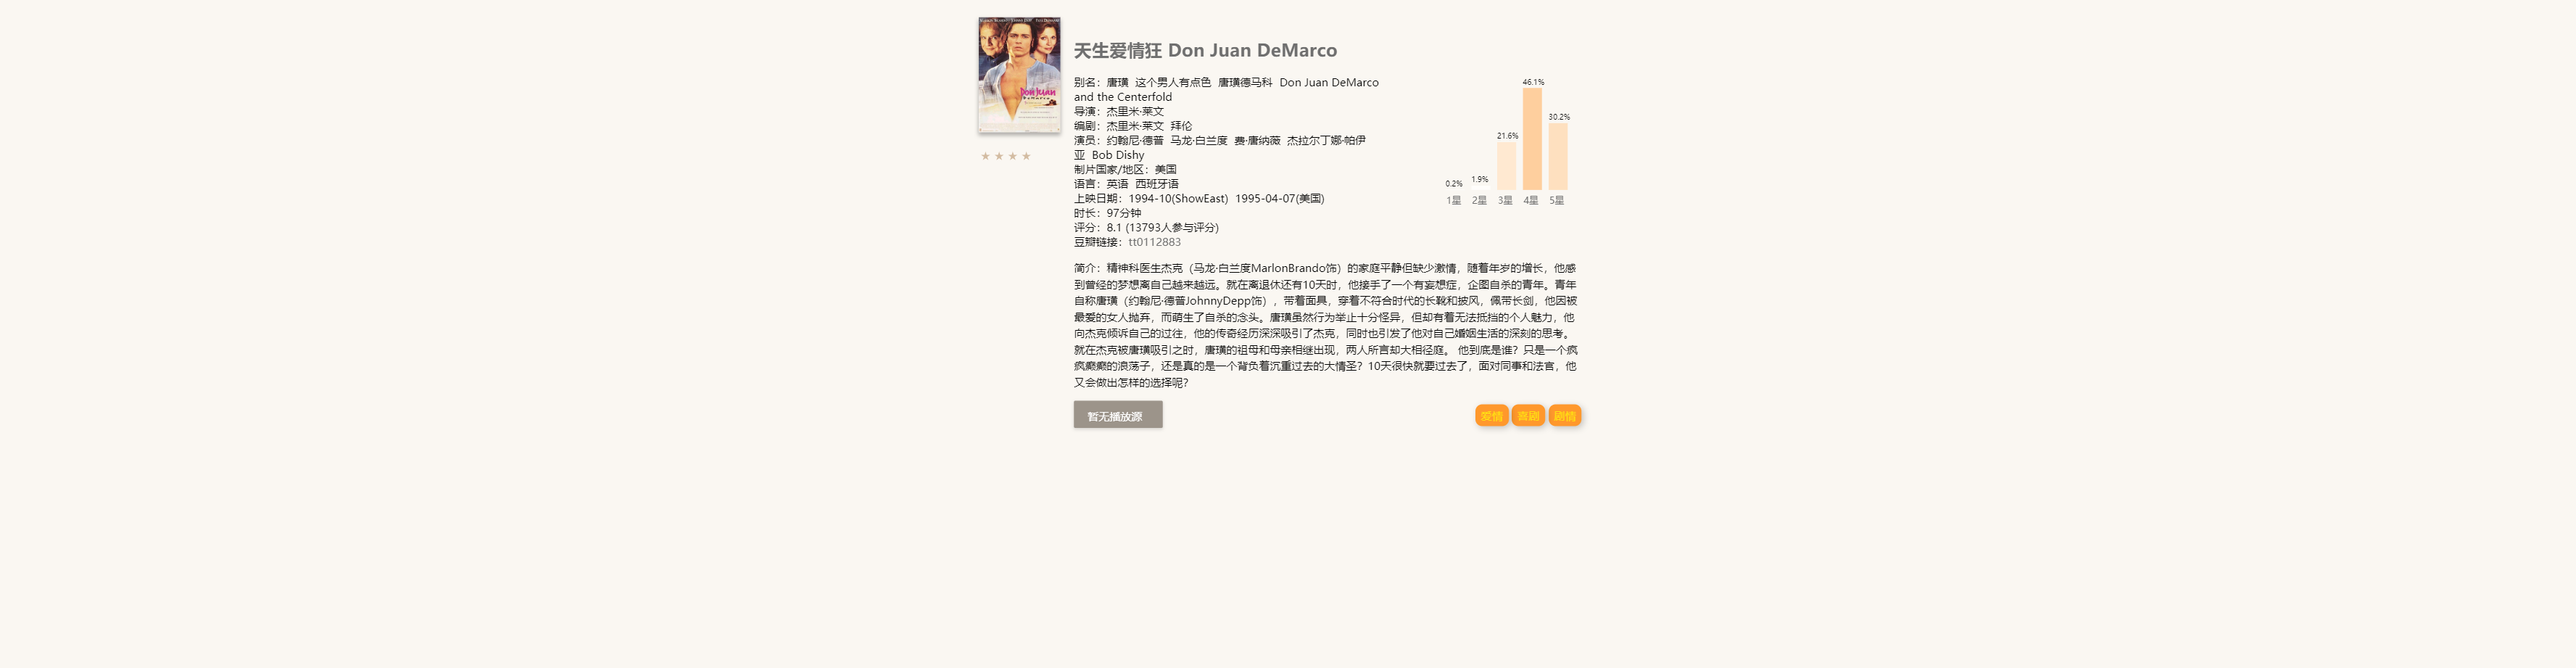 天生爱情狂 Don Juan DeMarco
别名：唐璜 这个男人有点色 唐璜德马科 Don Juan DeMarco
and the Centerfold
导演：杰里米·莱文
编剧：杰里米·莱文 拜伦
演员：约翰尼·德普 马龙·白兰度 费·唐纳薇 杰拉尔丁娜·帕伊
亚 Bob Dishy
制片国家/地区：美国
语言：英语 西班牙语
上映日期：1994-10(ShowEast) 1995-04-07(美国)
时长：97分钟
评分：8.1 (13793人参与评分)
豆瓣链接：tt0112883
46.1%
30.2%
21.6%
1.9%
0.2%
1星 2星 3星 4星 5星
Don Juan
DeMarco
★ ★ ★ ★
简介：精神科医生杰克（马龙·白兰度MarlonBrando饰）的家庭平静但缺少激情，随着年岁的增长，他感
到曾经的梦想离自己越来越远。就在离退休还有10天时，他接手了一个有妄想症，企图自杀的青年。青年
自称唐璜（约翰尼·德普JohnnyDepp饰），带着面具，穿着不符合时代的长靴和披风，佩带长剑，他因被
最爱的女人抛弃，而萌生了自杀的念头。唐璜虽然行为举止十分怪异，但却有着无法抵挡的个人魅力，他
向杰克倾诉自己的过往，他的传奇经历深深吸引了杰克，同时也引发了他对自己婚姻生活的深刻的思考。
就在杰克被唐璜吸引之时，唐璜的祖母和母亲相继出现，两人所言却大相径庭。 他到底是谁？只是一个疯
疯癫癫的浪荡子，还是真的是一个背负着沉重过去的大情圣？10天很快就要过去了，面对同事和法官，他
又会做出怎样的选择呢？
暂无播放源
爱情 喜剧 剧情